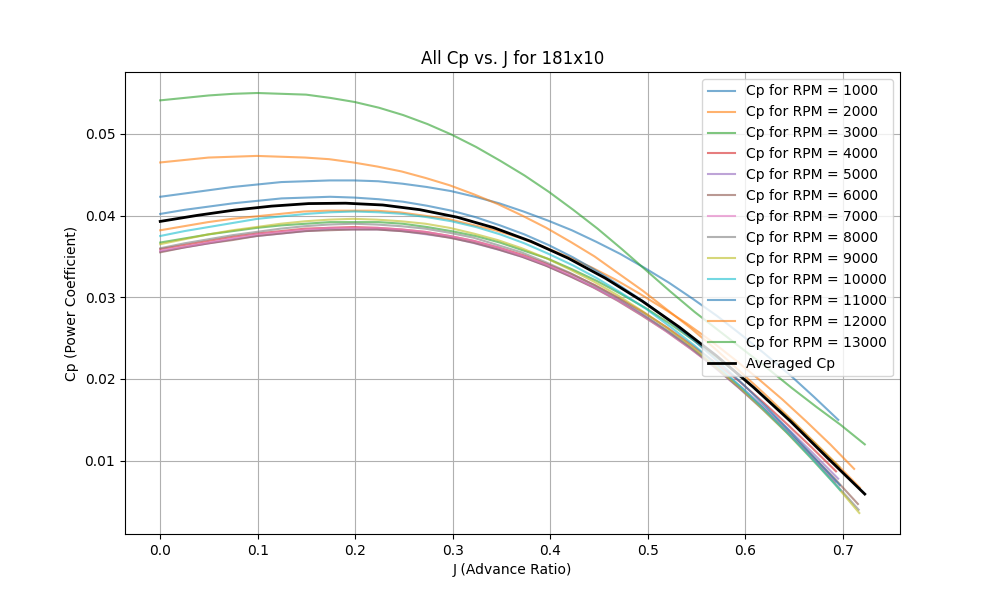 All Cp vs. J for 181x10
Cp (Power Coefficient)
0.05
0.04
0.03
0.02
0.01
Cp for RPM = 1000
Cp for RPM = 2000
Cp for RPM = 3000
Cp for RPM = 4000
Cp for RPM = 5000
Cp for RPM = 6000
Cp for RPM = 7000
Cp for RPM = 8000
Cp for RPM = 9000
Cp for RPM = 10000
Cp for RPM = 11000
Cp for RPM = 12000
Cp for RPM = 13000
Averaged Cp
0.0 0.1 0.2 0.3 0.4 0.5 0.6 0.7
J (Advance Ratio)